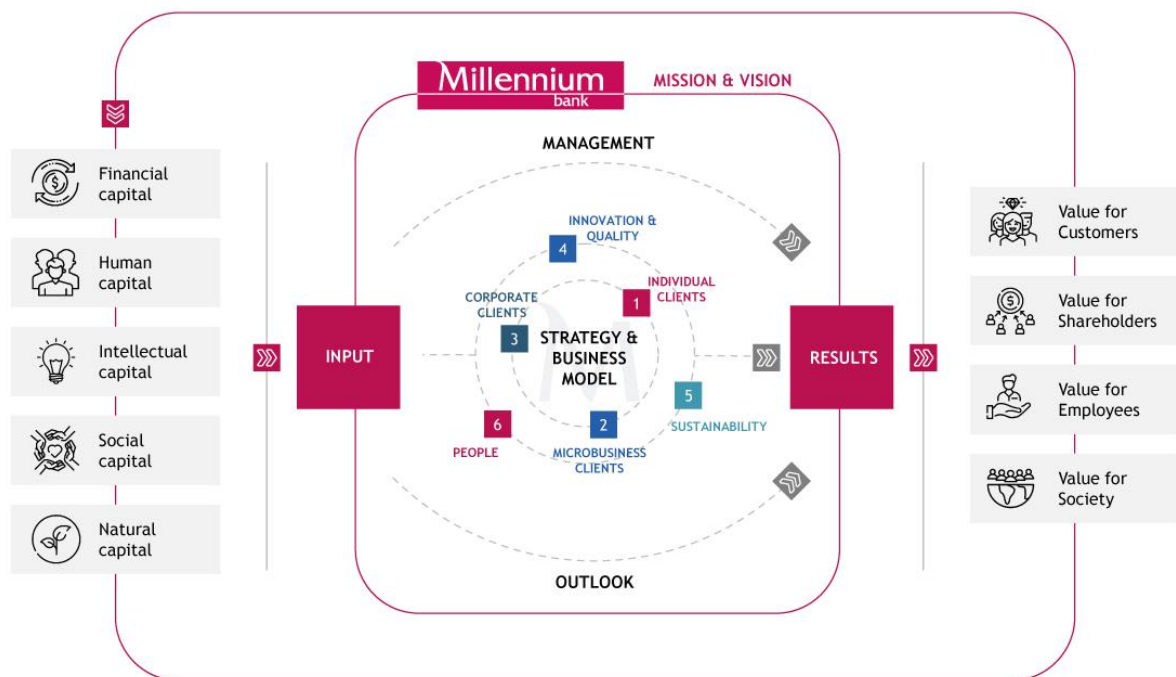 Millennium
bank
MISSION & VISION
MANAGEMENT
Financial
capital
Human
capital
Intellectual
capital
Social
capital
Natural
capital
INPUT
4
INNOVATION &
QUALITY
1
INDIVIDUAL
CLIENTS
CORPORATE
CLIENTS
3
STRATEGY &
BUSINESS
MODEL
5
SUSTAINABILITY
6
PEOPLE
2
MICROBUSINESS
CLIENTS
OUTLOOK
RESULTS
Value for
Customers
Value for
Shareholders
Value for
Employees
Value for
Society